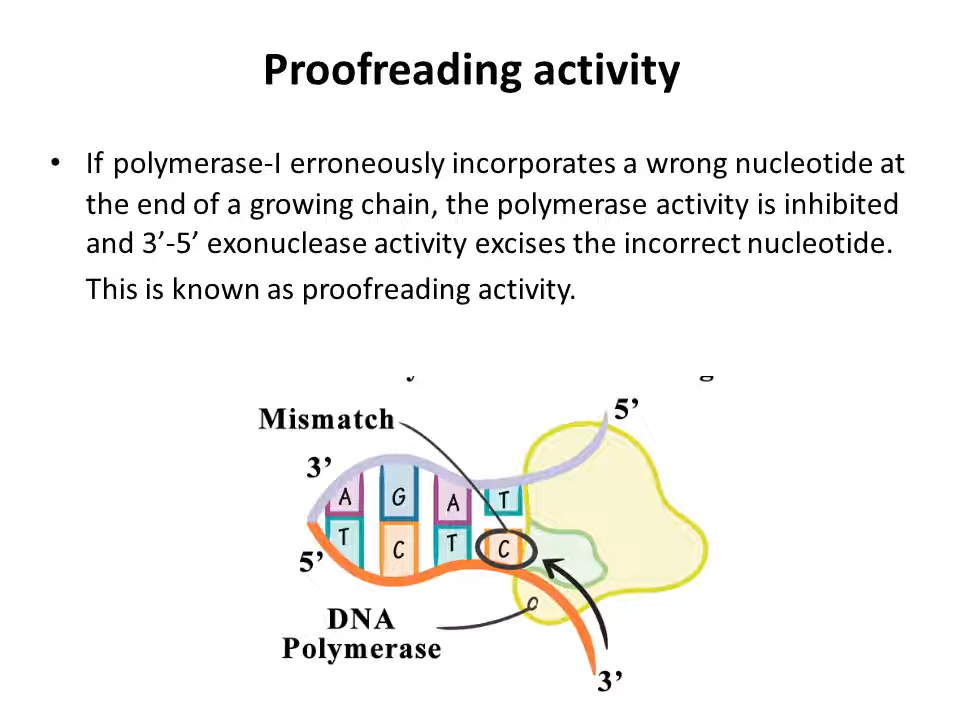 Proofreading activity
• If polymerase-I erroneously incorporates a wrong nucleotide at
the end of a growing chain, the polymerase activity is inhibited
and 3’-5’ exonuclease activity excises the incorrect nucleotide.
This is known as proofreading activity.
Mismatch
5’
3’
A G A T
T C T C
5’
DNA
Polymerase
3’